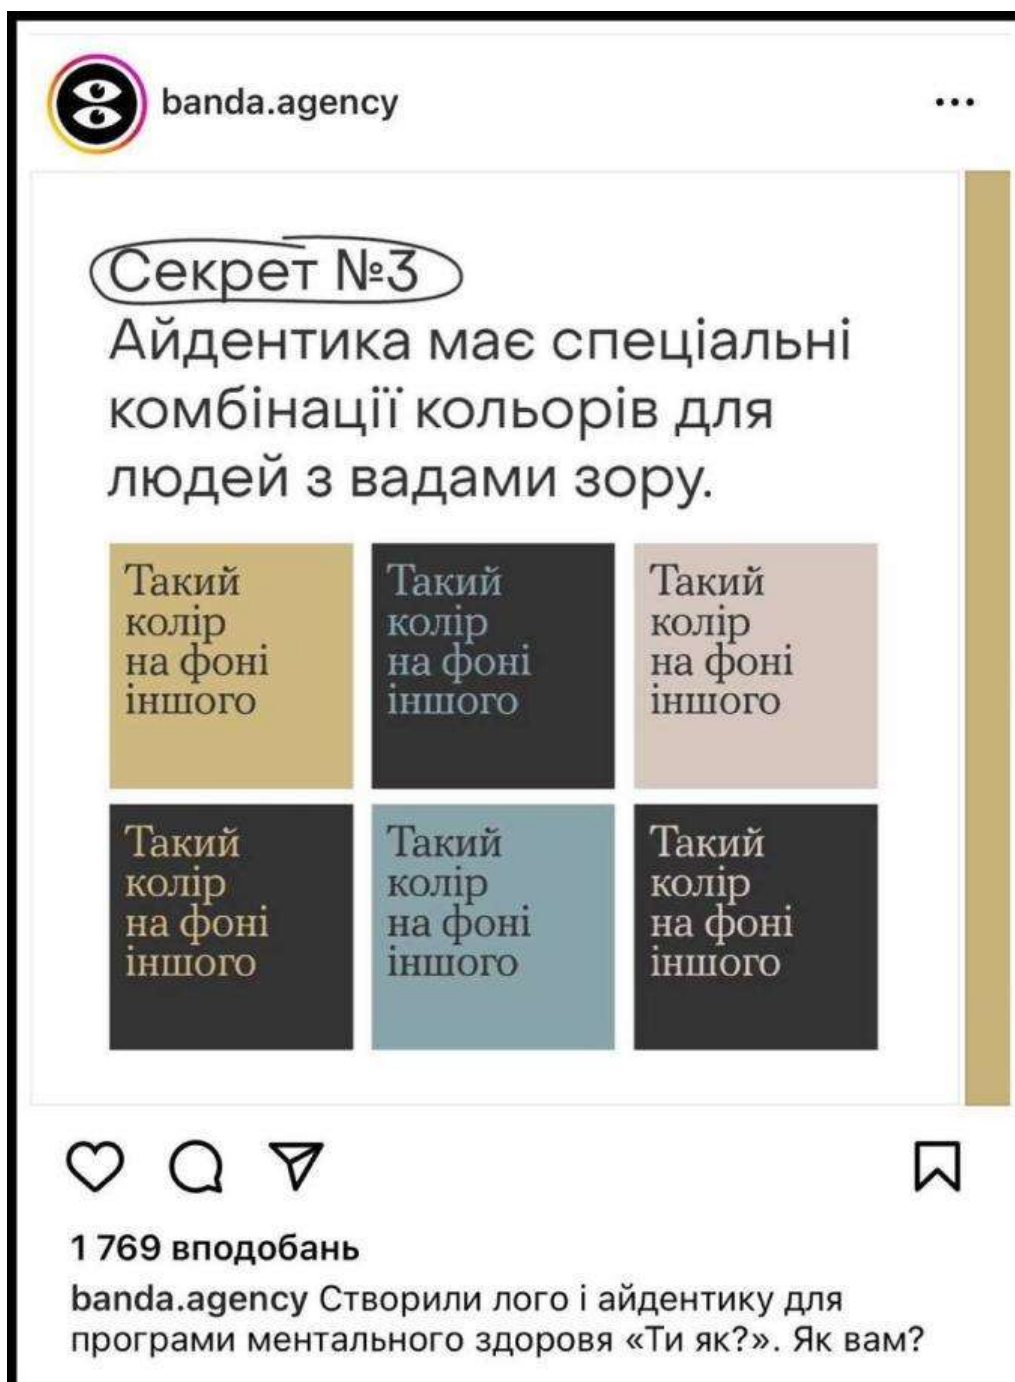 banda.agency
Секрет №3
Айдентика має спеціальні
комбінації кольорів для
людей з вадами зору.
Такий
колір
на фоні
іншого
Такий
колір
на фоні
іншого
Такий
колір
на фоні
іншого
Такий
колір
на фоні
іншого
Такий
колір
на фоні
іншого
Такий
колір
на фоні
іншого
1 769 вподобань
banda.agency Створили лого і айдентику для
програми ментального здоровя «Ти як?». Як вам?